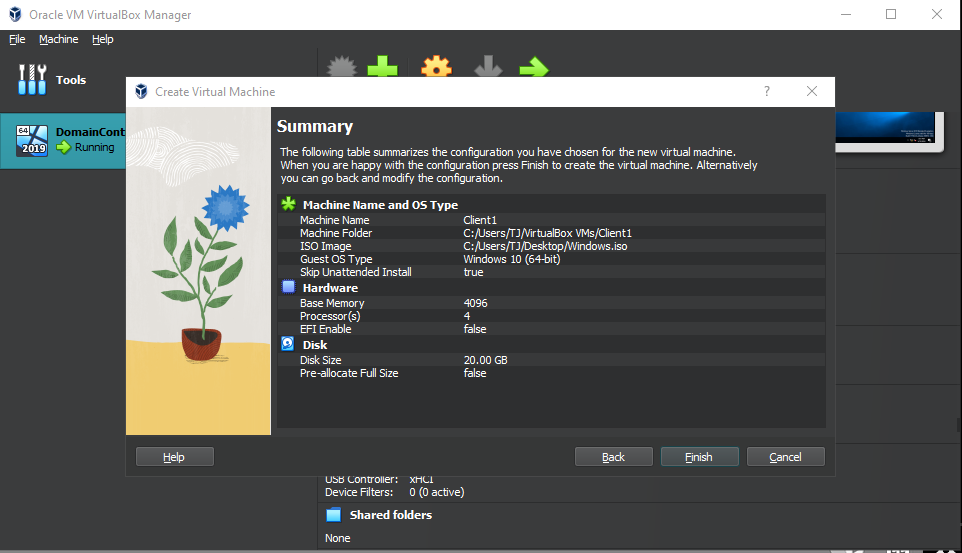 Oracle VM VirtualBox Manager
File Machine Help
Tools
64
2019
DomainCont
Running
Create Virtual Machine
?
Summary
The following table summarizes the configuration you have chosen for the new virtual machine.
When you are happy with the configuration press Finish to create the virtual machine. Alternatively
you can go back and modify the configuration.
Machine Name and OS Type
Machine Name Client1
Machine Folder C:/Users/TJ/VirtualBox VMs/Client1
ISO Image C:/Users/TJ/Desktop/Windows.iso
Guest OS Type Windows 10 (64-bit)
Skip Unattended Install true
Hardware
Base Memory 4096
Processor(s) 4
EFI Enable false
Disk
Disk Size 20.00 GB
Pre-allocate Full Size false
Help Back Finish Cancel
USB Controller: xHCI
Device Filters: 0 (0 active)
Shared folders
None